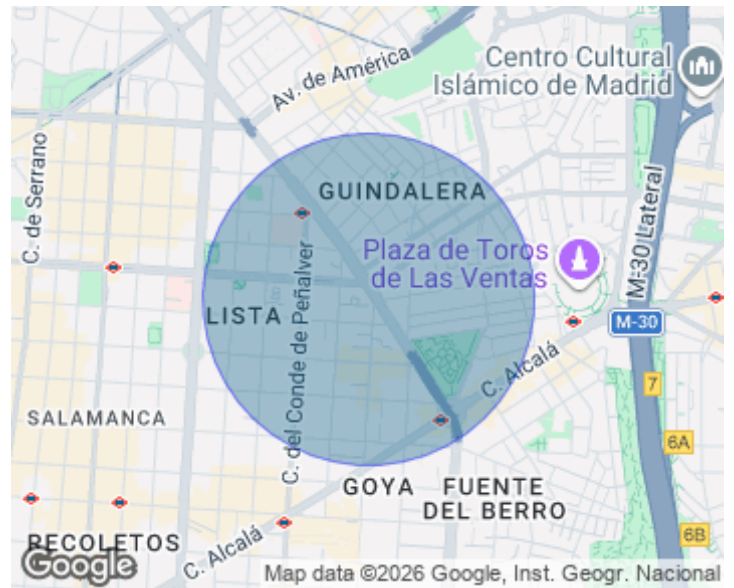 Centro Cultural
Islámico de Madrid
Av. de América
C. de Serrano
GUINDALERA
Plaza de Toros
de Las Ventas
M-30 Lateral
C. del Conde de Peñalver
LISTA
M-30
C. Alcalá
7
SALAMANCA
6A
GOYA
FUENTE
DEL BERRO
6B
RECOLETOS
C. Alcalá
Google
Map data ©2026 Google, Inst. Geogr. Nacional